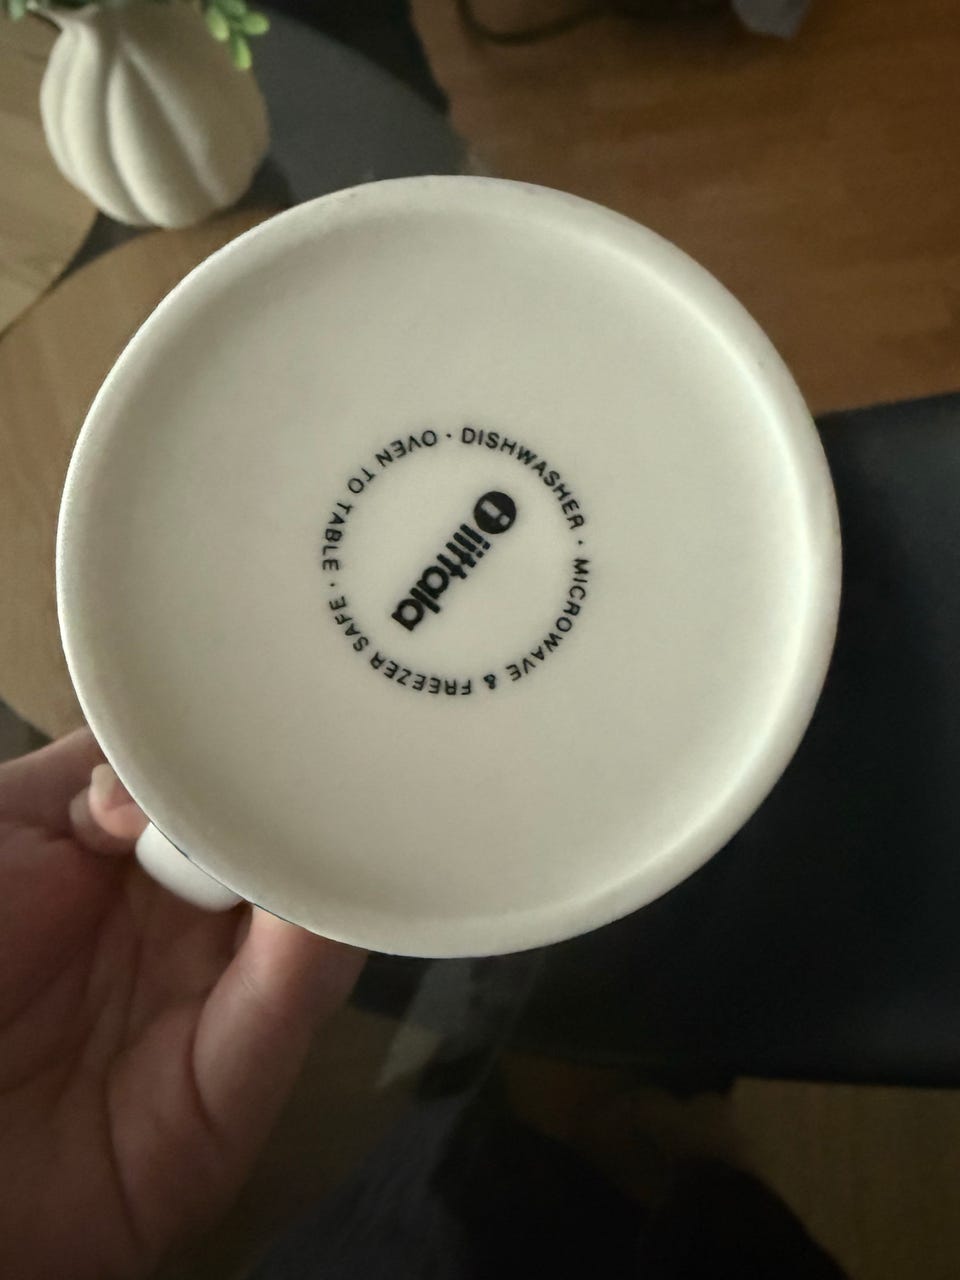 iittala
OVEN TO TABLE · DISHWASHER · MICROWAVE & FREEZER SAFE ·